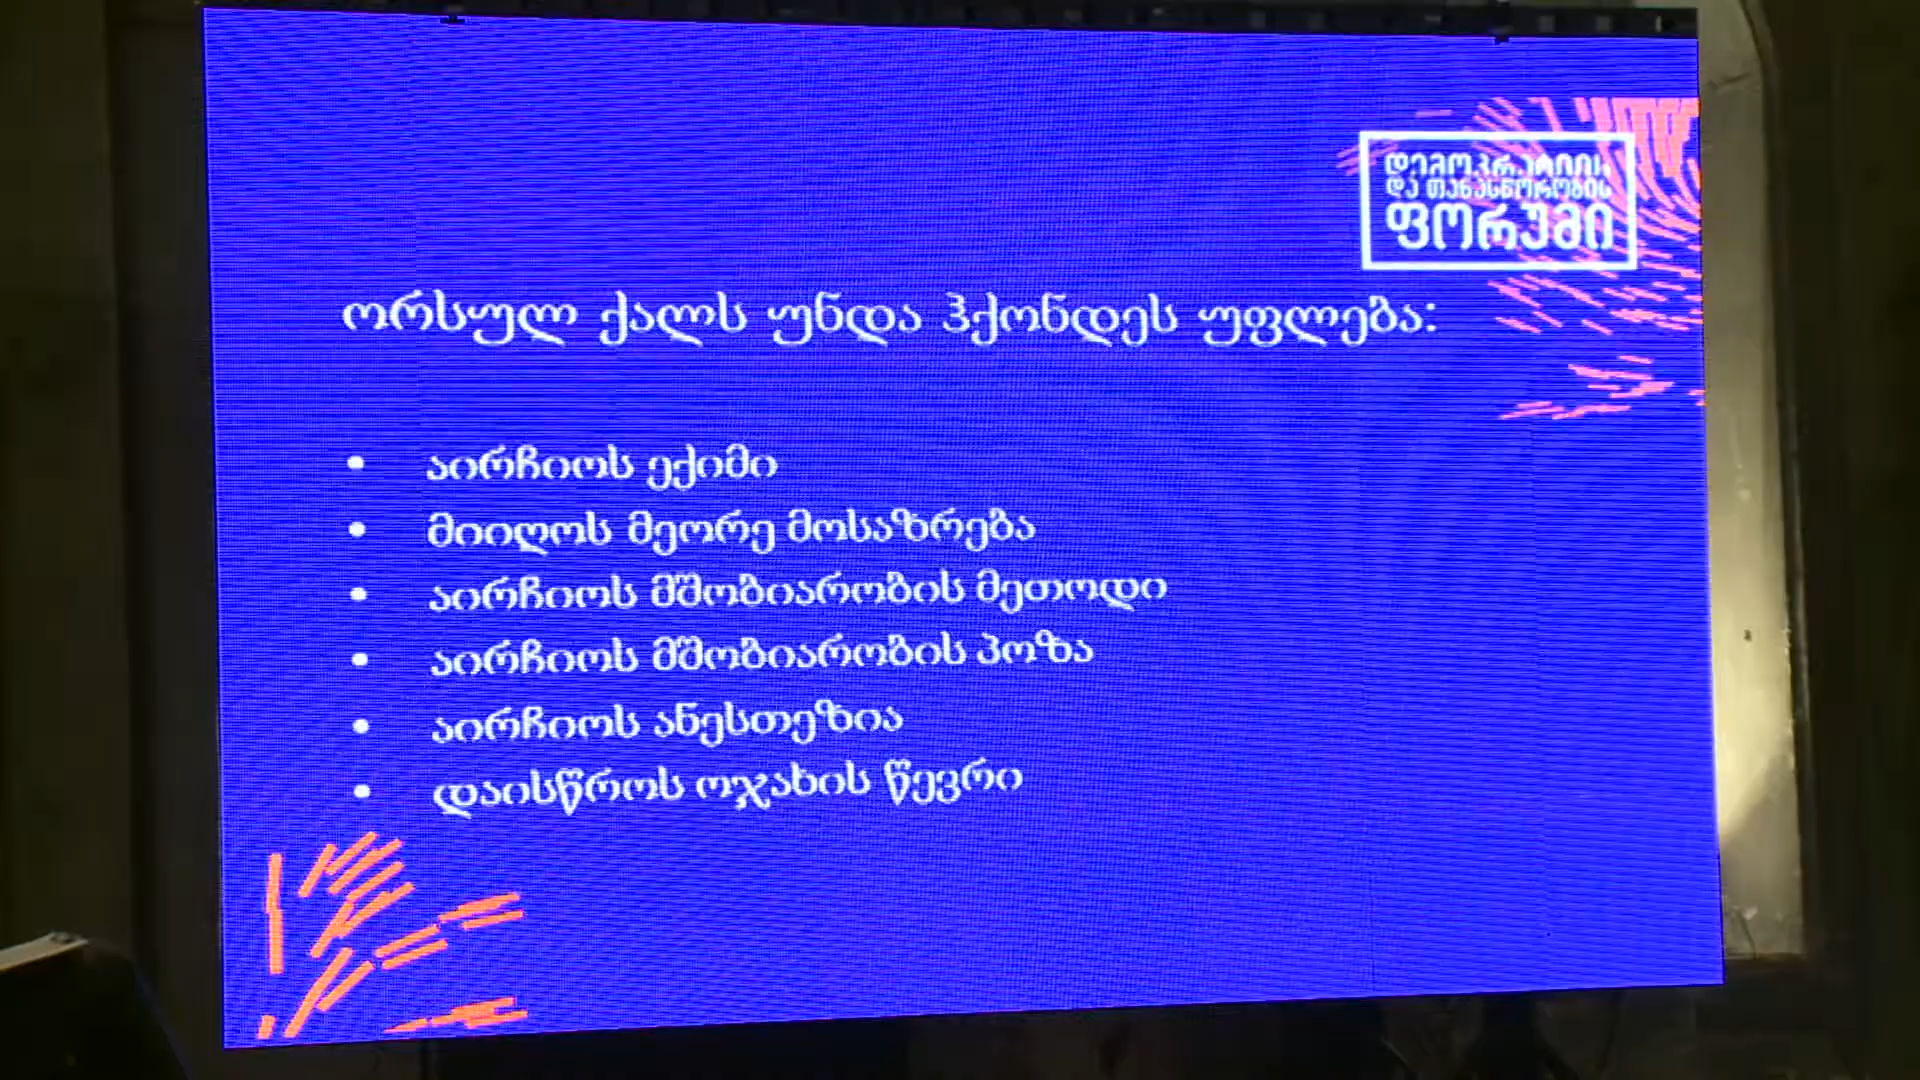 დემოკრატიის
და თანასწორობის
ფორუმი
ორსულ ქალს უნდა ჰქონდეს უფლება:
• აირჩიოს ექიმი
• მიიღოს მეორე მოსაზრება
• აირჩიოს მშობიარობის მეთოდი
• აირჩიოს მშობიარობის პოზა
• აირჩიოს ანესთეზია
• დაისწროს ოჯახის წევრი